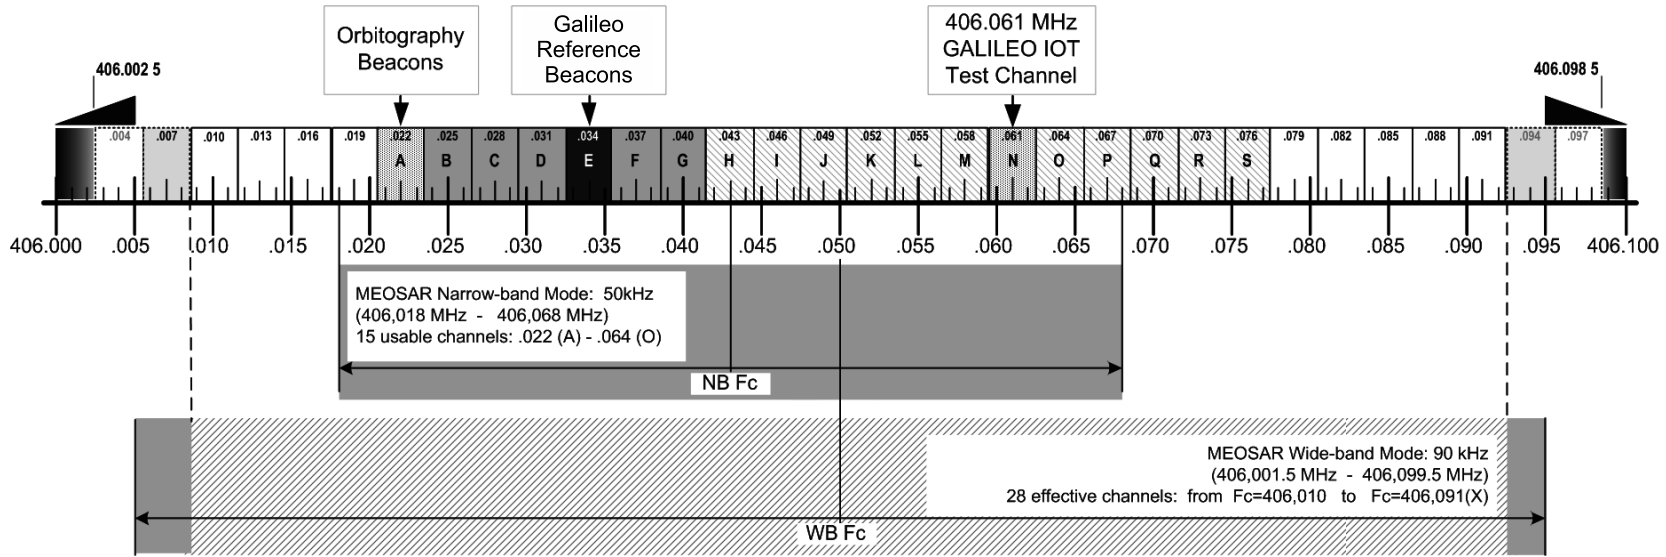 Orbitography
Beacons
Galileo
Reference
Beacons
406.061 MHz
GALILEO IOT
Test Channel
406.002 5
406.098 5
.004 .007 .010 .013 .016 .019 .022 .025 .028 .031 .034 .037 .040 .043 .046 .049 .052 .055 .058 .061 .064 .067 .070 .073 .076 .079 .082 .085 .088 .091 .094 .097
A B C D E F G H I J K L M N O P Q R S
406.000 .005 .010 .015 .020 .025 .030 .035 .040 .045 .050 .055 .060 .065 .070 .075 .080 .085 .090 .095 406.100
MEOSAR Narrow-band Mode: 50kHz
(406,018 MHz - 406,068 MHz)
15 usable channels: .022 (A) - .064 (O)
NB Fc
MEOSAR Wide-band Mode: 90 kHz
(406,001.5 MHz - 406,099.5 MHz)
28 effective channels: from Fc=406,010 to Fc=406,091(X)
WB Fc